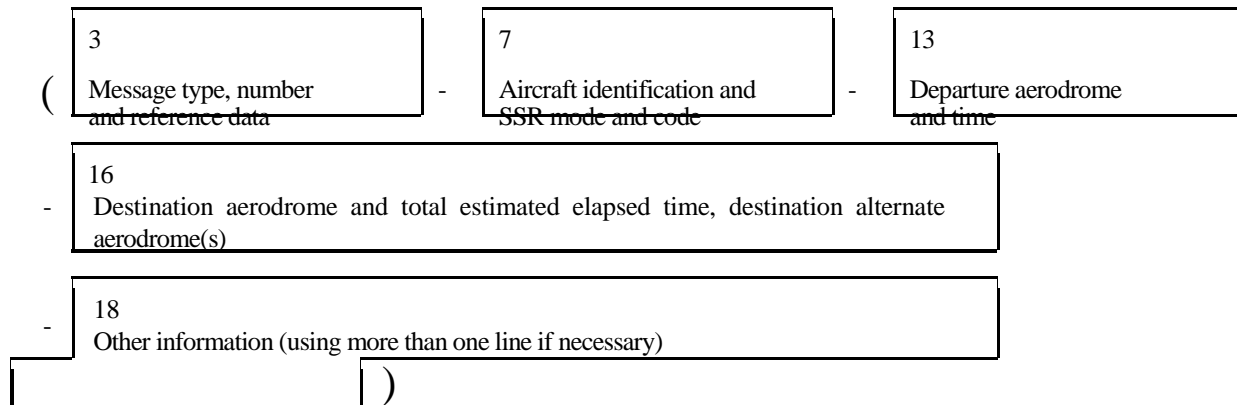 3 7 13
( Message type, number - Aircraft identification and - Departure aerodrome
and reference data SSR mode and code and time
16
- Destination aerodrome and total estimated elapsed time, destination alternate
aerodrome(s)
18
- Other information (using more than one line if necessary)
)